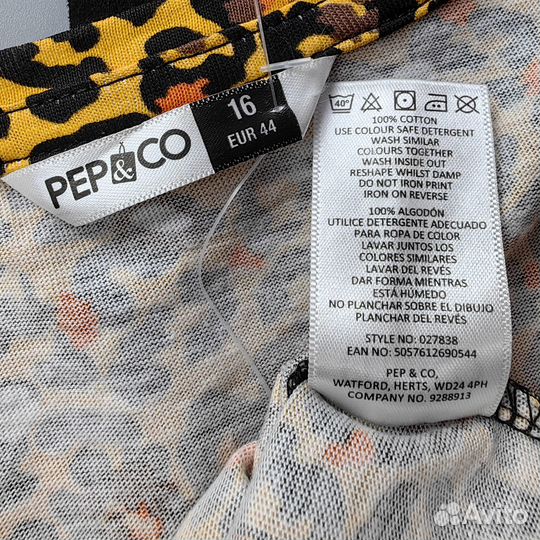 PEP&CO
16
EUR 44
40°
100% COTTON
USE COLOUR SAFE DETERGENT
WASH SIMILAR
COLOURS TOGETHER
WASH INSIDE OUT
RESHAPE WHILST DAMP
DO NOT IRON PRINT
IRON ON REVERSE
100% ALGODÓN
UTILICE DETERGENTE ADECUADO
PARA ROPA DE COLOR
LAVAR JUNTOS LOS
COLORES SIMILARES
LAVAR DEL REVÉS
DAR FORMA MIENTRAS
ESTÁ HÚMEDO
NO PLANCHAR SOBRE EL DIBUJO
PLANCHAR DEL REVÉS
STYLE NO: 027838
EAN NO: 5057612690544
PEP & CO,
WATFORD, HERTS, WD24 4PH
COMPANY NO: 9288913
Avito